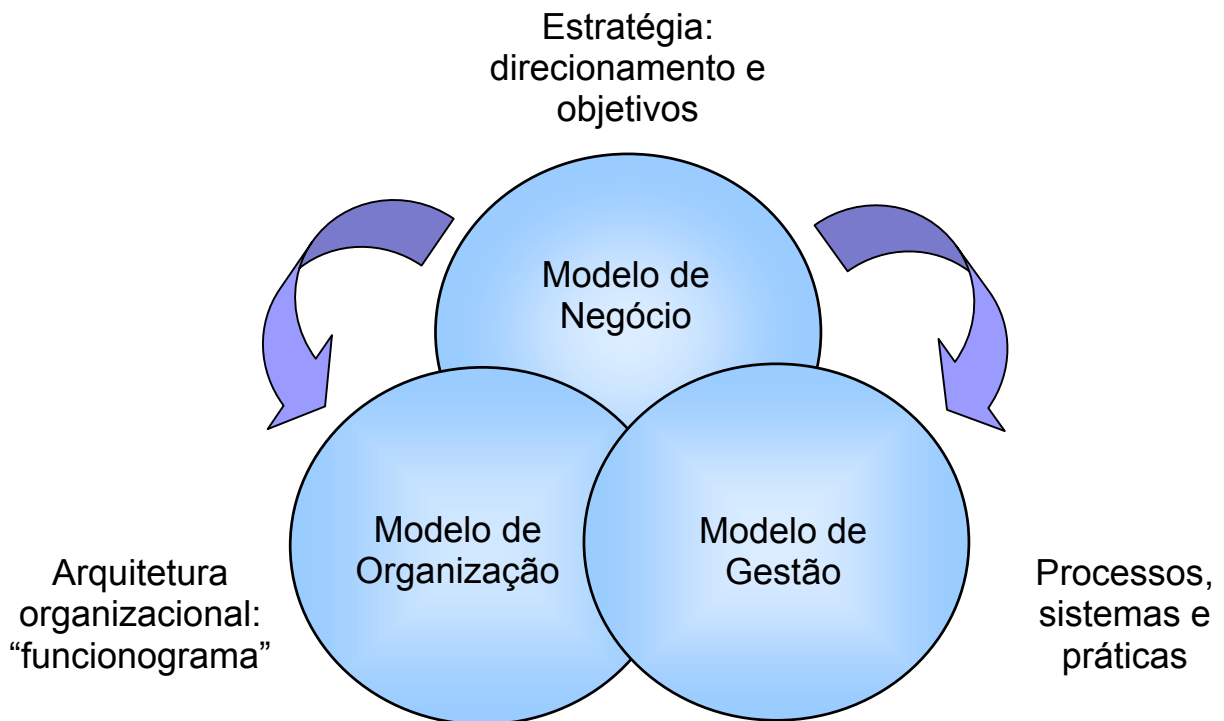 Estratégia:
direcionamento e
objetivos
Modelo de
Negócio
Modelo de
Organização
Modelo de
Gestão
Arquitetura
organizacional:
“funcionograma”
Processos,
sistemas e
práticas